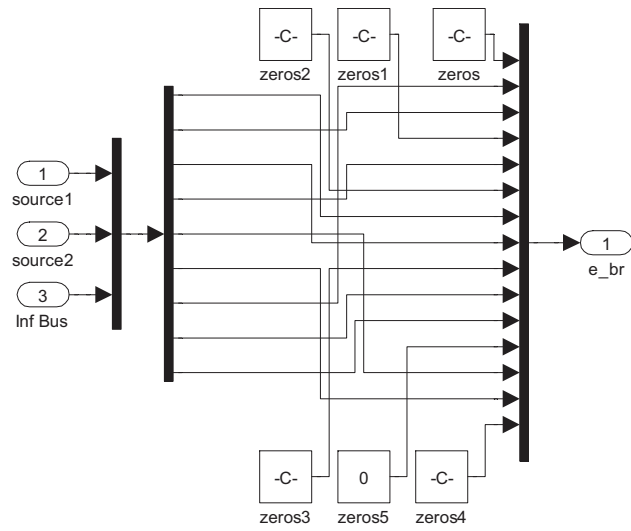 -C-
-C-
-C-
zeros2
zeros1
zeros
1
source1
2
source2
3
Inf Bus
1
e_br
-C-
0
-C-
zeros3
zeros5
zeros4